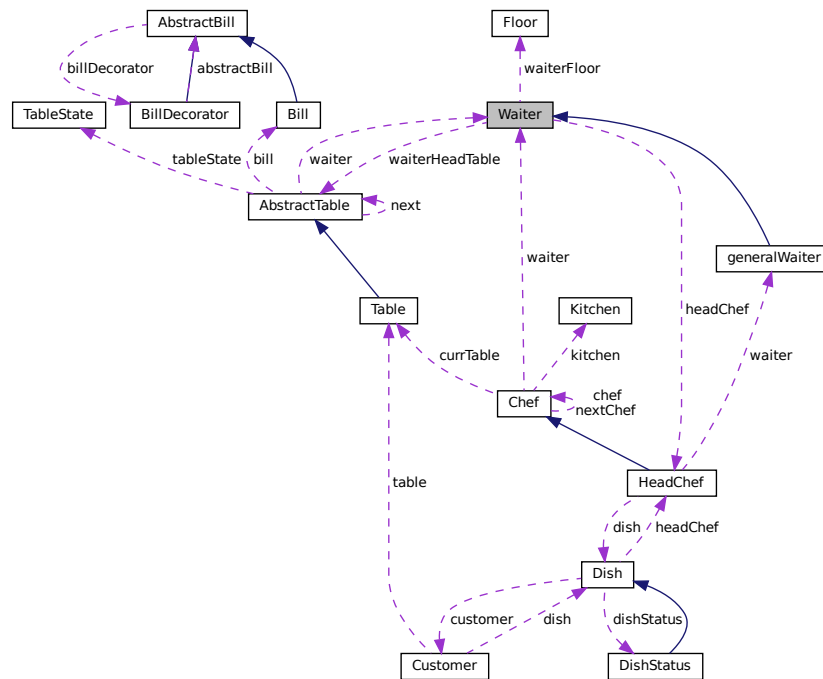 AbstractBill
Floor
billDecorator
abstractBill
waiterFloor
TableState
BillDecorator
Bill
Waiter
tableState
bill
waiter
waiterHeadTable
AbstractTable
next
generalWaiter
waiter
headChef
Table
Kitchen
currTable
kitchen
waiter
Chef
chef
nextChef
table
HeadChef
dish
headChef
Dish
customer
dish
dishStatus
Customer
DishStatus